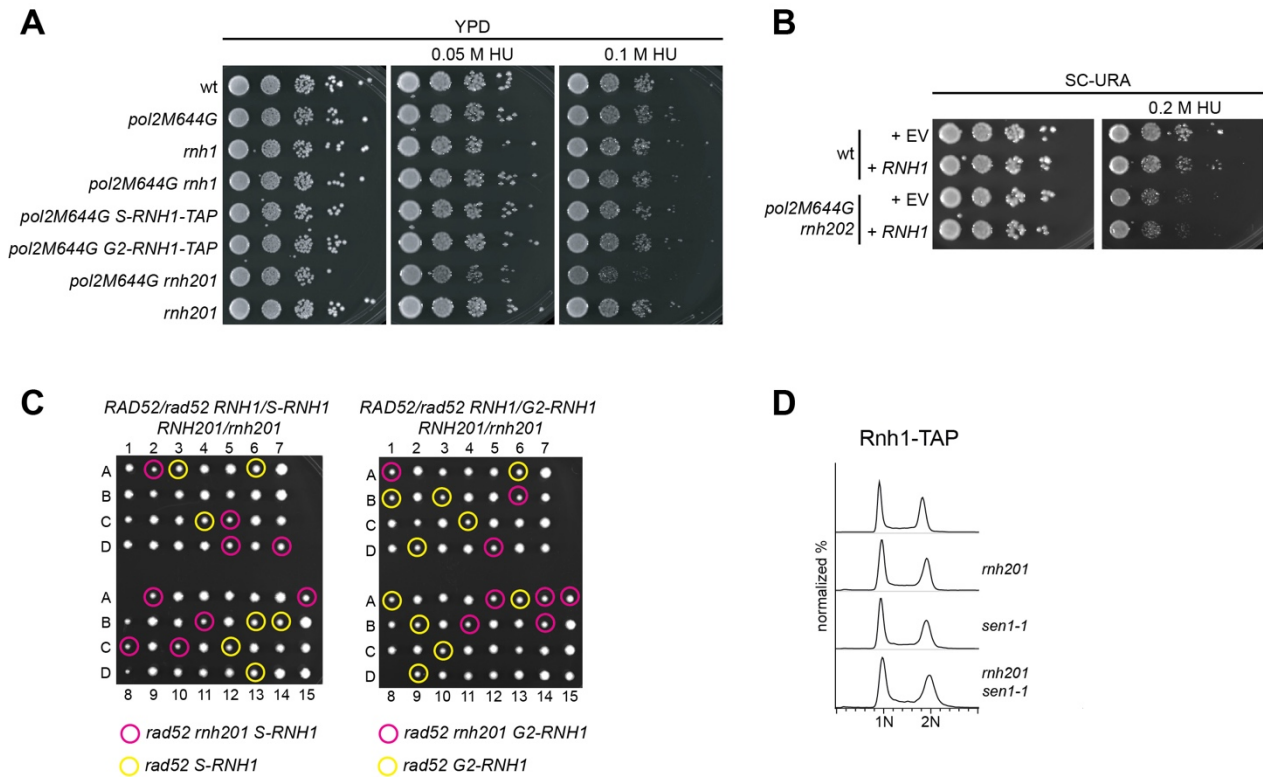 A
YPD
0.05 M HU
0.1 M HU
wt
pol2M644G
rnh1
pol2M644G rnh1
pol2M644G S-RNH1-TAP
pol2M644G G2-RNH1-TAP
pol2M644G rnh201
rnh201
B
SC-URA
0.2 M HU
wt
+ EV
+ RNH1
pol2M644G
rnh202
+ EV
+ RNH1
C
RAD52/rad52 RNH1/S-RNH1
RNH201/rnh201
1 2 3 4 5 6 7
A
B
C
D
A
B
C
D
8 9 10 11 12 13 14 15
rad52 rnh201 S-RNH1
rad52 S-RNH1
RAD52/rad52 RNH1/G2-RNH1
RNH201/rnh201
1 2 3 4 5 6 7
A
B
C
D
A
B
C
D
8 9 10 11 12 13 14 15
rad52 rnh201 G2-RNH1
rad52 G2-RNH1
D
Rnh1-TAP
normalized %
rnh201
sen1-1
rnh201
sen1-1
1N 2N